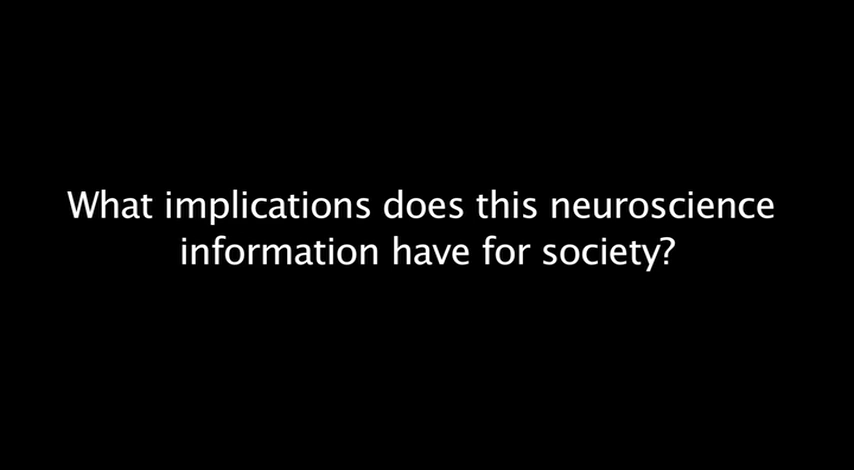 What implications does this neuroscience
information have for society?